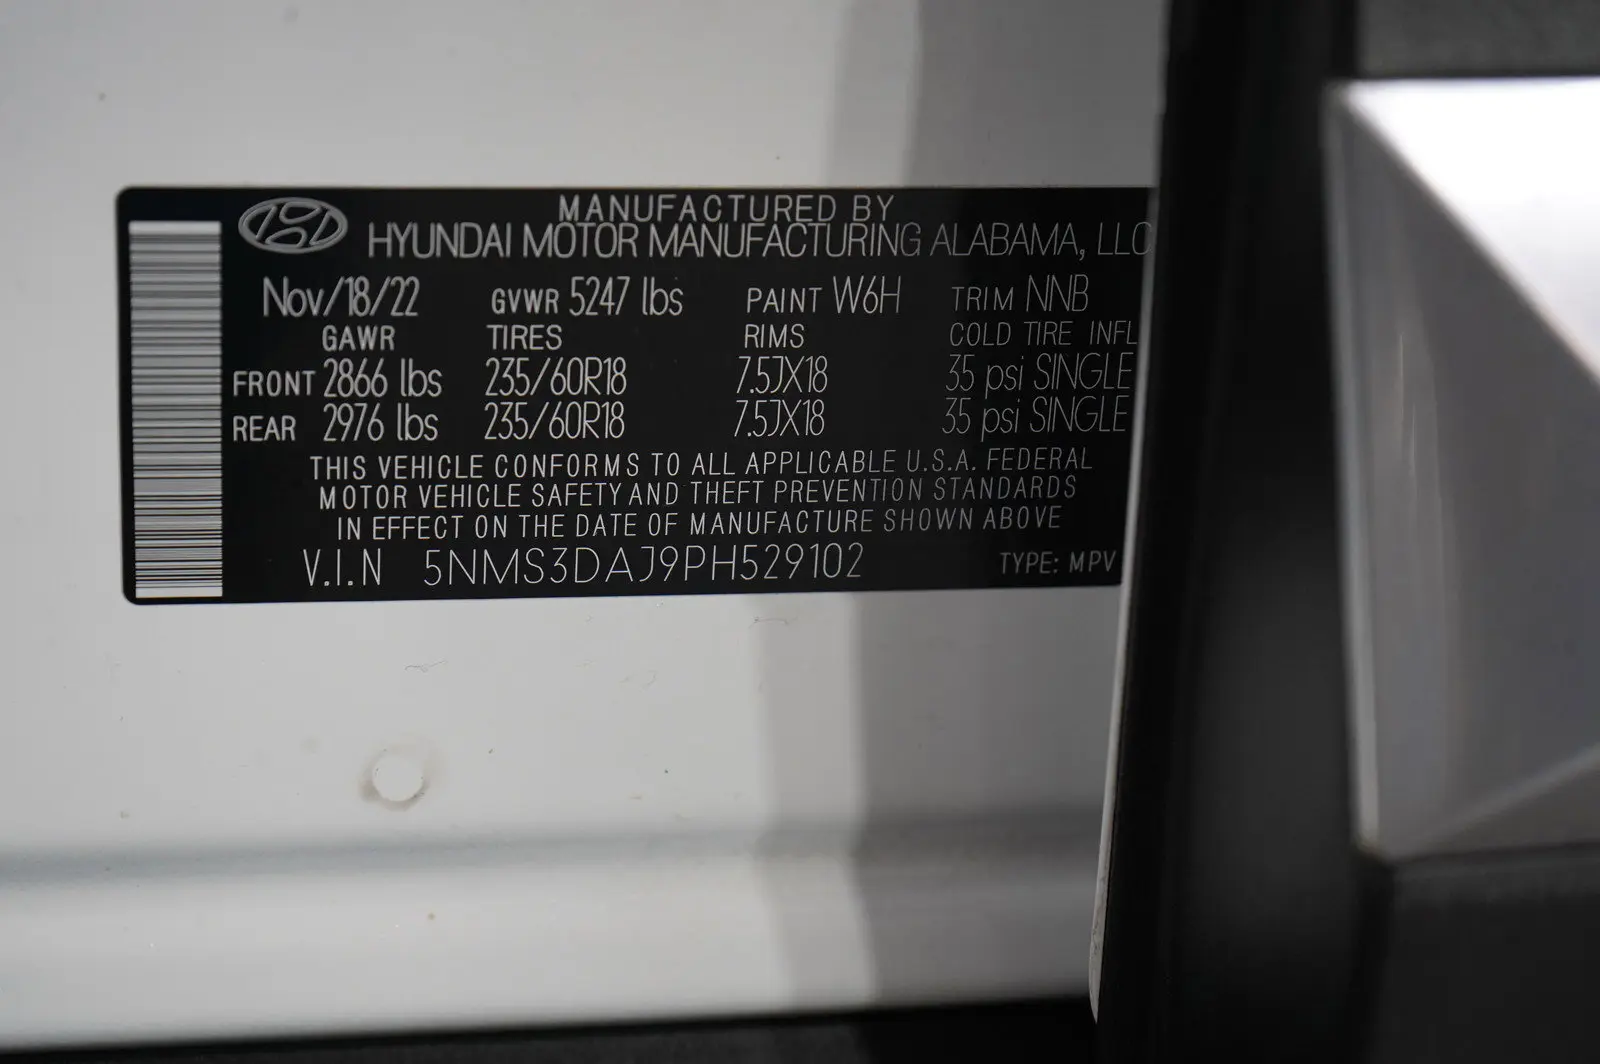 MANUFACTURED BY
HYUNDAI MOTOR MANUFACTURING ALABAMA, LLC
Nov/18/22 GVWR 5247 lbs PAINT W6H TRIM NNB
GAWR TIRES RIMS COLD TIRE INFL
FRONT 2866 lbs 235/60R18 7.5JX18 35 psi SINGLE
REAR 2976 lbs 235/60R18 7.5JX18 35 psi SINGLE
THIS VEHICLE CONFORMS TO ALL APPLICABLE U.S.A. FEDERAL
MOTOR VEHICLE SAFETY AND THEFT PREVENTION STANDARDS
IN EFFECT ON THE DATE OF MANUFACTURE SHOWN ABOVE
V.I.N 5NMS3DAJ9PH529102 TYPE: MPV